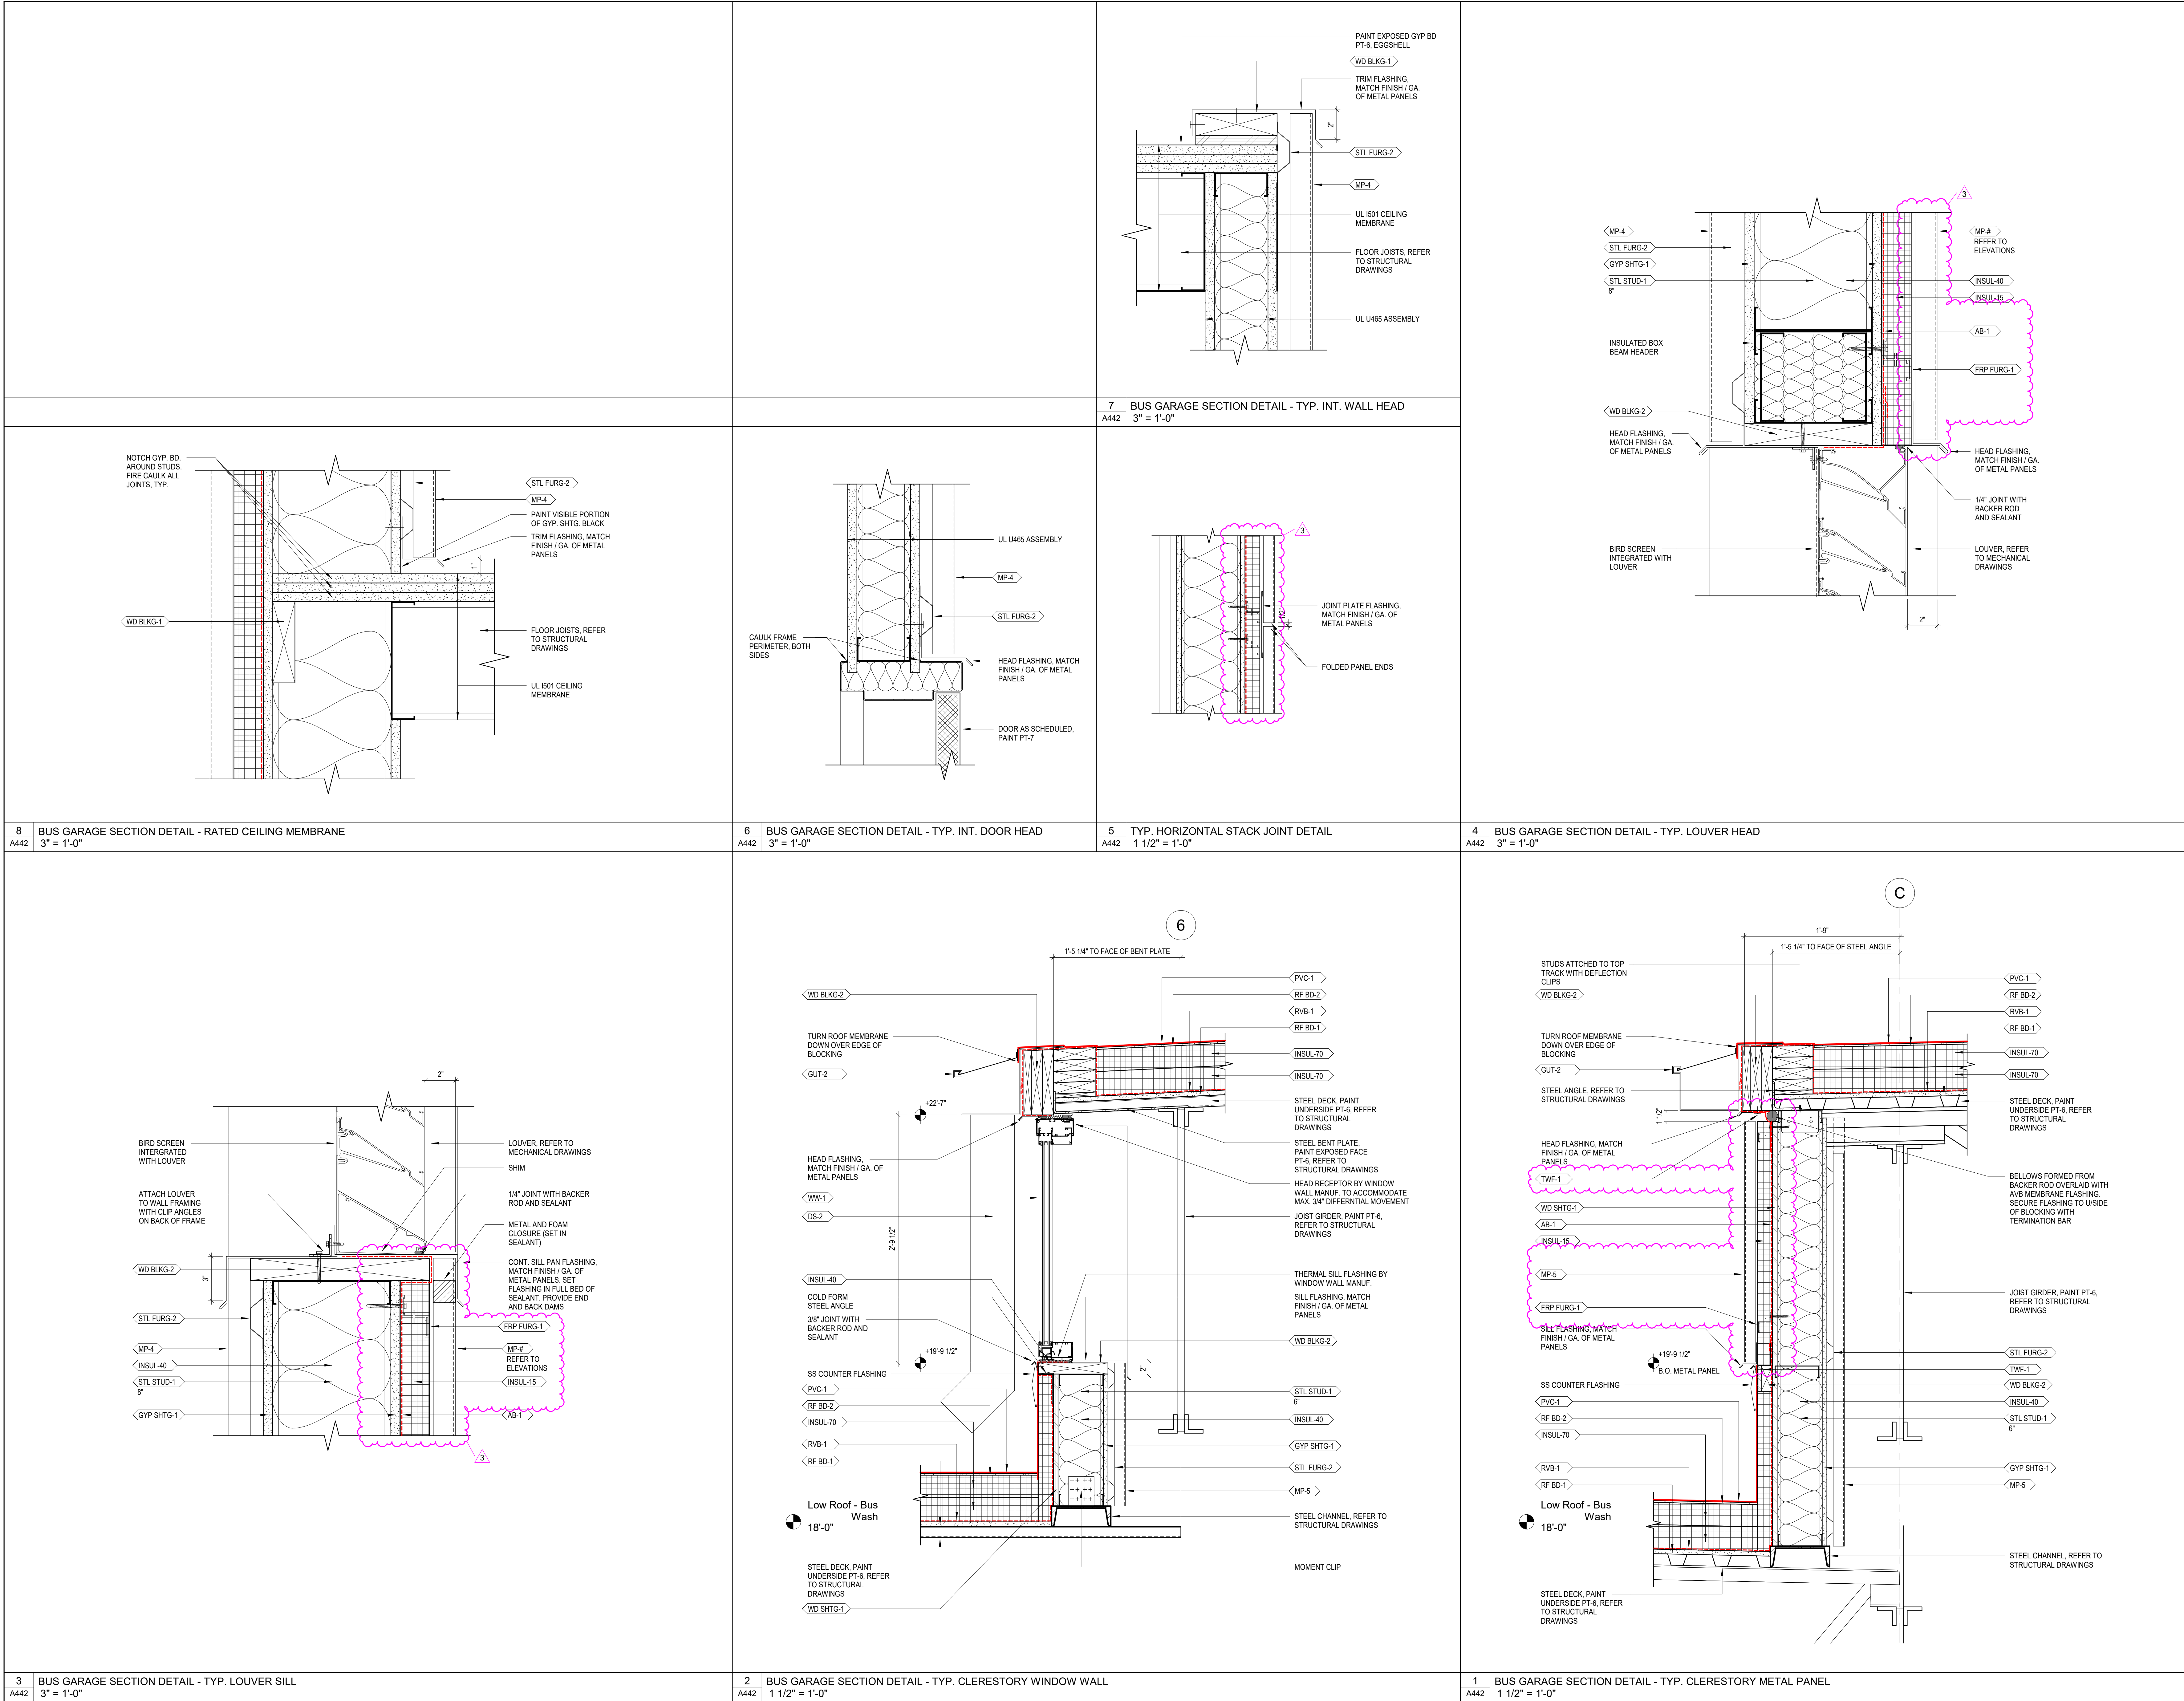 PAINT EXPOSED GYP BD
PT-6, EGGSHELL
WD BLKG-1
TRIM FLASHING,
MATCH FINISH / GA.
OF METAL PANELS
2"
STL FURG-2
MP-4
UL I501 CEILING
MEMBRANE
FLOOR JOISTS, REFER
TO STRUCTURAL
DRAWINGS
UL U465 ASSEMBLY
7
A442
BUS GARAGE SECTION DETAIL - TYP. INT. WALL HEAD
3" = 1'-0"
3
MP-4
STL FURG-2
GYP SHTG-1
STL STUD-1
8"
INSULATED BOX
BEAM HEADER
WD BLKG-2
HEAD FLASHING,
MATCH FINISH / GA.
OF METAL PANELS
BIRD SCREEN
INTEGRATED WITH
LOUVER
MP-#
REFER TO
ELEVATIONS
INSUL-40
INSUL-15
AB-1
FRP FURG-1
HEAD FLASHING,
MATCH FINISH / GA.
OF METAL PANELS
1/4" JOINT WITH
BACKER ROD
AND SEALANT
LOUVER, REFER
TO MECHANICAL
DRAWINGS
2"
4
A442
BUS GARAGE SECTION DETAIL - TYP. LOUVER HEAD
3" = 1'-0"
NOTCH GYP. BD.
AROUND STUDS.
FIRE CAULK ALL
JOINTS, TYP.
WD BLKG-1
STL FURG-2
MP-4
PAINT VISIBLE PORTION
OF GYP. SHTG. BLACK
TRIM FLASHING, MATCH
FINISH / GA. OF METAL
PANELS
1"
FLOOR JOISTS, REFER
TO STRUCTURAL
DRAWINGS
UL I501 CEILING
MEMBRANE
8
A442
BUS GARAGE SECTION DETAIL - RATED CEILING MEMBRANE
3" = 1'-0"
UL U465 ASSEMBLY
MP-4
STL FURG-2
CAULK FRAME
PERIMETER, BOTH
SIDES
HEAD FLASHING, MATCH
FINISH / GA. OF METAL
PANELS
DOOR AS SCHEDULED,
PAINT PT-7
6
A442
BUS GARAGE SECTION DETAIL - TYP. INT. DOOR HEAD
3" = 1'-0"
3
JOINT PLATE FLASHING,
MATCH FINISH / GA. OF
METAL PANELS
1/2"
FOLDED PANEL ENDS
5
A442
TYP. HORIZONTAL STACK JOINT DETAIL
1 1/2" = 1'-0"
2"
BIRD SCREEN
INTERGRATED
WITH LOUVER
ATTACH LOUVER
TO WALL FRAMING
WITH CLIP ANGLES
ON BACK OF FRAME
WD BLKG-2
3"
STL FURG-2
MP-4
INSUL-40
STL STUD-1
8"
GYP SHTG-1
LOUVER, REFER TO
MECHANICAL DRAWINGS
SHIM
1/4" JOINT WITH BACKER
ROD AND SEALANT
METAL AND FOAM
CLOSURE (SET IN
SEALANT)
CONT. SILL PAN FLASHING,
MATCH FINISH / GA. OF
METAL PANELS. SET
FLASHING IN FULL BED OF
SEALANT. PROVIDE END
AND BACK DAMS
FRP FURG-1
MP-#
REFER TO
ELEVATIONS
INSUL-15
AB-1
3
3
A442
BUS GARAGE SECTION DETAIL - TYP. LOUVER SILL
3" = 1'-0"
6
1'-5 1/4" TO FACE OF BENT PLATE
WD BLKG-2
TURN ROOF MEMBRANE
DOWN OVER EDGE OF
BLOCKING
GUT-2
+22'-7"
HEAD FLASHING,
MATCH FINISH / GA. OF
METAL PANELS
WW-1
DS-2
2'-9 1/2"
INSUL-40
COLD FORM
STEEL ANGLE
3/8" JOINT WITH
BACKER ROD AND
SEALANT
+19'-9 1/2"
SS COUNTER FLASHING
PVC-1
RF BD-2
INSUL-70
RVB-1
RF BD-1
Low Roof - Bus
Wash
18'-0"
STEEL DECK, PAINT
UNDERSIDE PT-6, REFER
TO STRUCTURAL
DRAWINGS
WD SHTG-1
PVC-1
RF BD-2
RVB-1
RF BD-1
INSUL-70
INSUL-70
STEEL DECK, PAINT
UNDERSIDE PT-6, REFER
TO STRUCTURAL
DRAWINGS
STEEL BENT PLATE,
PAINT EXPOSED FACE
PT-6, REFER TO
STRUCTURAL DRAWINGS
HEAD RECEPTOR BY WINDOW
WALL MANUF. TO ACCOMMODATE
MAX. 3/4" DIFFERNTIAL MOVEMENT
JOIST GIRDER, PAINT PT-6,
REFER TO STRUCTURAL
DRAWINGS
THERMAL SILL FLASHING BY
WINDOW WALL MANUF.
SILL FLASHING, MATCH
FINISH / GA. OF METAL
PANELS
WD BLKG-2
2"
STL STUD-1
6"
INSUL-40
GYP SHTG-1
STL FURG-2
MP-5
STEEL CHANNEL, REFER TO
STRUCTURAL DRAWINGS
MOMENT CLIP
2
A442
BUS GARAGE SECTION DETAIL - TYP. CLERESTORY WINDOW WALL
1 1/2" = 1'-0"
C
1'-9"
1'-5 1/4" TO FACE OF STEEL ANGLE
STUDS ATTCHED TO TOP
TRACK WITH DEFLECTION
CLIPS
WD BLKG-2
TURN ROOF MEMBRANE
DOWN OVER EDGE OF
BLOCKING
GUT-2
STEEL ANGLE, REFER TO
STRUCTURAL DRAWINGS
1 1/2"
HEAD FLASHING, MATCH
FINISH / GA. OF METAL
PANELS
TWF-1
WD SHTG-1
AB-1
INSUL-15
MP-5
FRP FURG-1
SILL FLASHING, MATCH
FINISH / GA. OF METAL
PANELS
+19'-9 1/2"
B.O. METAL PANEL
SS COUNTER FLASHING
PVC-1
RF BD-2
INSUL-70
RVB-1
RF BD-1
Low Roof - Bus
Wash
18'-0"
STEEL DECK, PAINT
UNDERSIDE PT-6, REFER
TO STRUCTURAL
DRAWINGS
PVC-1
RF BD-2
RVB-1
RF BD-1
INSUL-70
INSUL-70
STEEL DECK, PAINT
UNDERSIDE PT-6, REFER
TO STRUCTURAL
DRAWINGS
BELLOWS FORMED FROM
BACKER ROD OVERLAID WITH
AVB MEMBRANE FLASHING.
SECURE FLASHING TO U/SIDE
OF BLOCKING WITH
TERMINATION BAR
JOIST GIRDER, PAINT PT-6,
REFER TO STRUCTURAL
DRAWINGS
STL FURG-2
TWF-1
WD BLKG-2
INSUL-40
STL STUD-1
6"
GYP SHTG-1
MP-5
STEEL CHANNEL, REFER TO
STRUCTURAL DRAWINGS
1
A442
BUS GARAGE SECTION DETAIL - TYP. CLERESTORY METAL PANEL
1 1/2" = 1'-0"